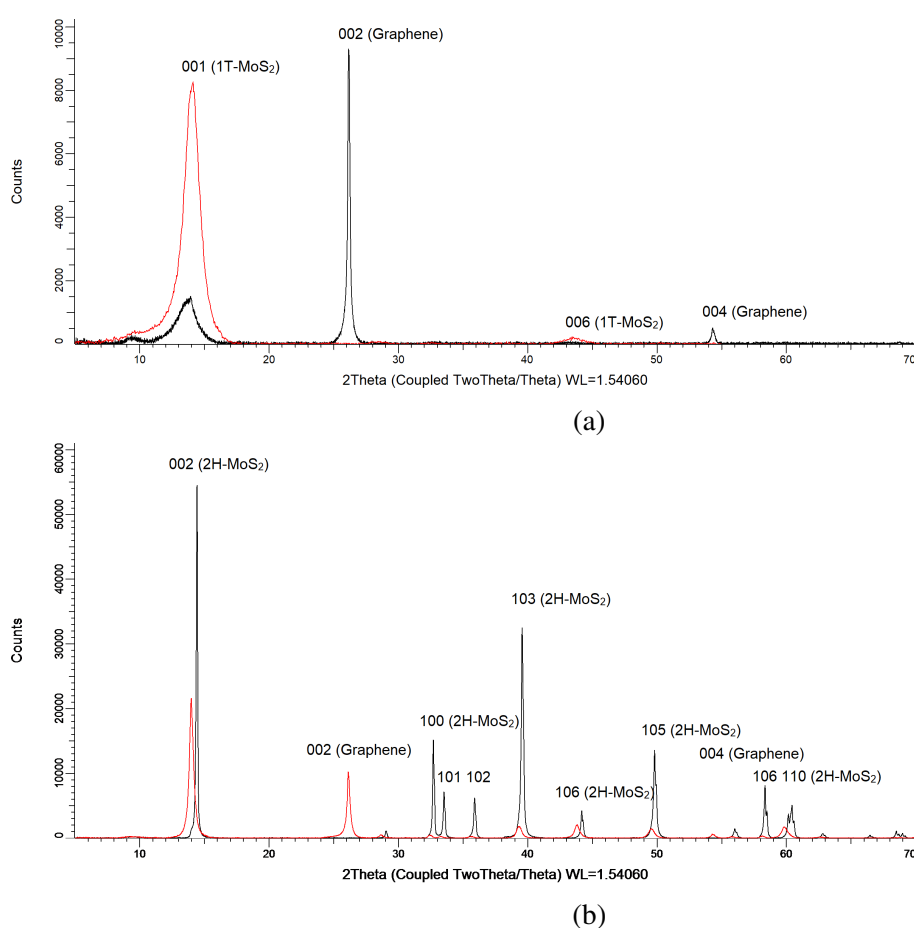 10000
8000
6000
4000
2000
0
Counts
001 (1T-MoS₂)
002 (Graphene)
006 (1T-MoS₂)
004 (Graphene)
10 20 30 40 50 60 70
2Theta (Coupled TwoTheta/Theta) WL=1.54060
(a)
60000
50000
40000
30000
20000
10000
0
Counts
002 (2H-MoS₂)
002 (Graphene)
100 (2H-MoS₂)
101 102
103 (2H-MoS₂)
106 (2H-MoS₂)
105 (2H-MoS₂)
004 (Graphene)
106 110 (2H-MoS₂)
10 20 30 40 50 60 70
2Theta (Coupled TwoTheta/Theta) WL=1.54060
(b)